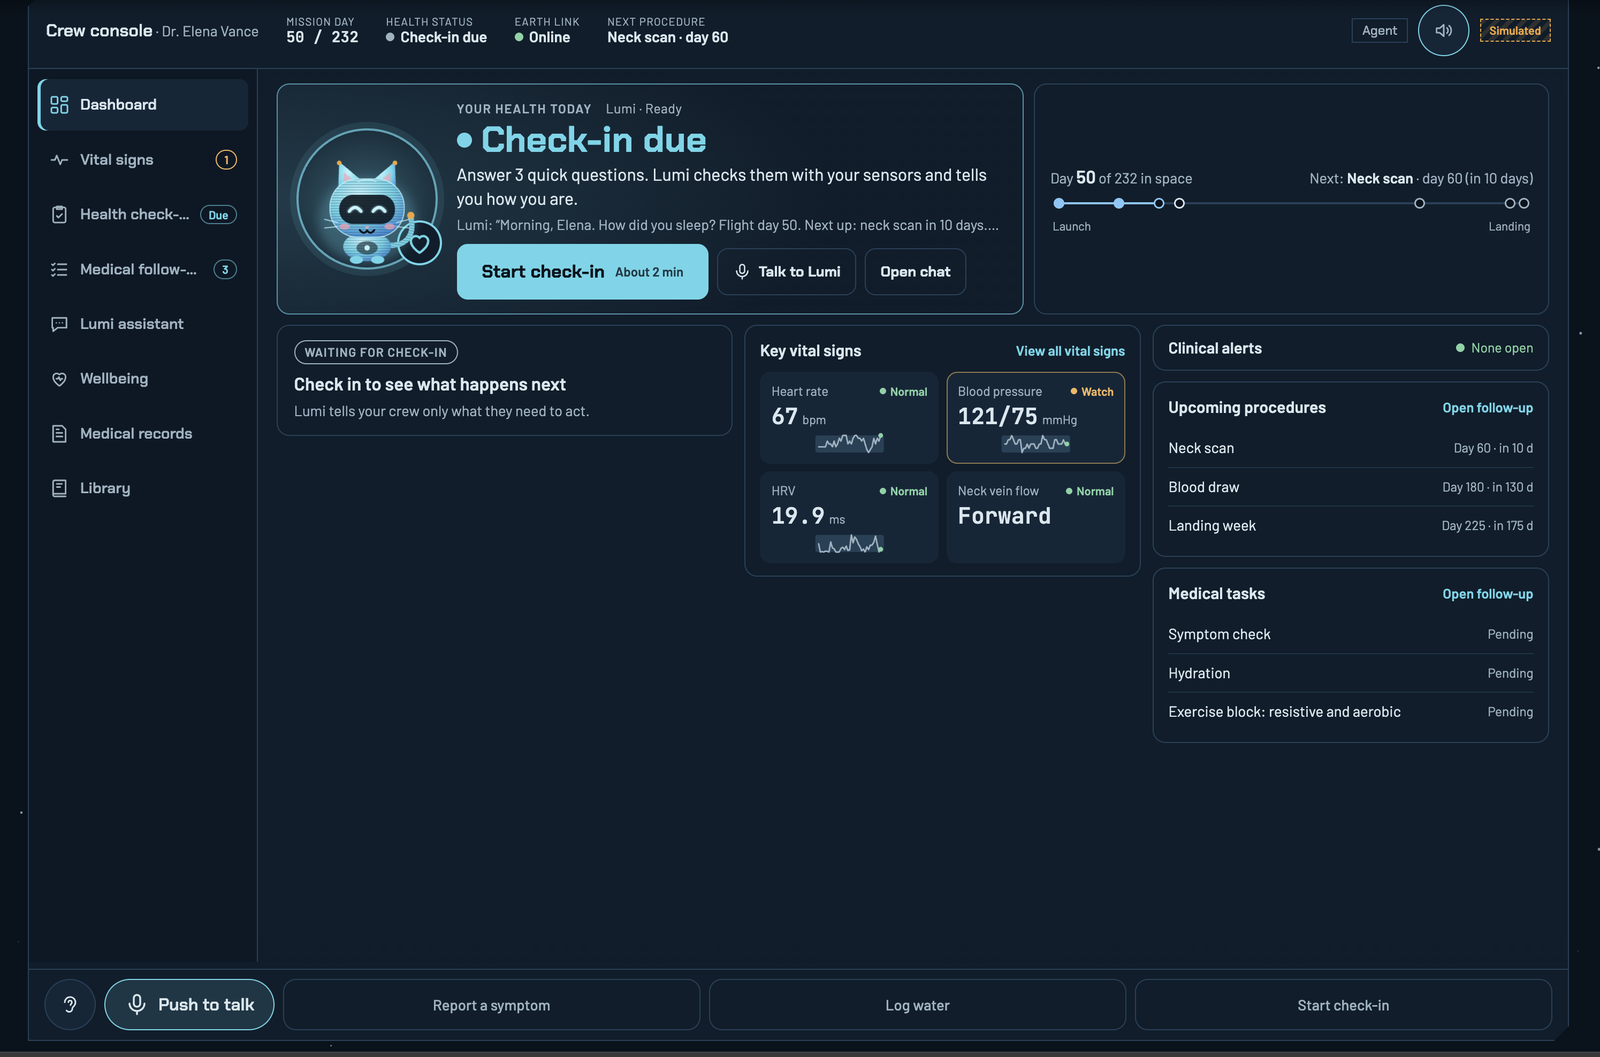 Crew console · Dr. Elena Vance
MISSION DAY
50 / 232
HEALTH STATUS
Check-in due
EARTH LINK
Online
NEXT PROCEDURE
Neck scan · day 60
Agent
Simulated
Dashboard
Vital signs
1
Health check-...
Due
Medical follow-...
3
Lumi assistant
Wellbeing
Medical records
Library
YOUR HEALTH TODAY Lumi · Ready
Check-in due
Answer 3 quick questions. Lumi checks them with your sensors and tells
you how you are.
Lumi: “Morning, Elena. How did you sleep? Flight day 50. Next up: neck scan in 10 days....
Start check-in About 2 min
Talk to Lumi
Open chat
Day 50 of 232 in space
Next: Neck scan · day 60 (in 10 days)
Launch
Landing
WAITING FOR CHECK-IN
Check in to see what happens next
Lumi tells your crew only what they need to act.
Key vital signs
View all vital signs
Heart rate
Normal
67 bpm
Blood pressure
Watch
121/75 mmHg
HRV
Normal
19.9 ms
Neck vein flow
Normal
Forward
Clinical alerts
None open
Upcoming procedures
Open follow-up
Neck scan
Day 60 · in 10 d
Blood draw
Day 180 · in 130 d
Landing week
Day 225 · in 175 d
Medical tasks
Open follow-up
Symptom check
Pending
Hydration
Pending
Exercise block: resistive and aerobic
Pending
Push to talk
Report a symptom
Log water
Start check-in